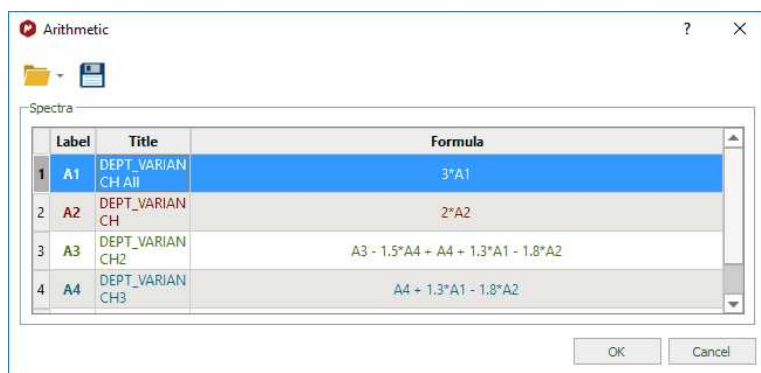 Arithmetic
?
Spectra
Label Title Formula
1 A1 DEPT_VARIAN
CH All 3*A1
2 A2 DEPT_VARIAN
CH 2*A2
3 A3 DEPT_VARIAN
CH2 A3 - 1.5*A4 + A4 + 1.3*A1 - 1.8*A2
4 A4 DEPT_VARIAN
CH3 A4 + 1.3*A1 - 1.8*A2
OK Cancel